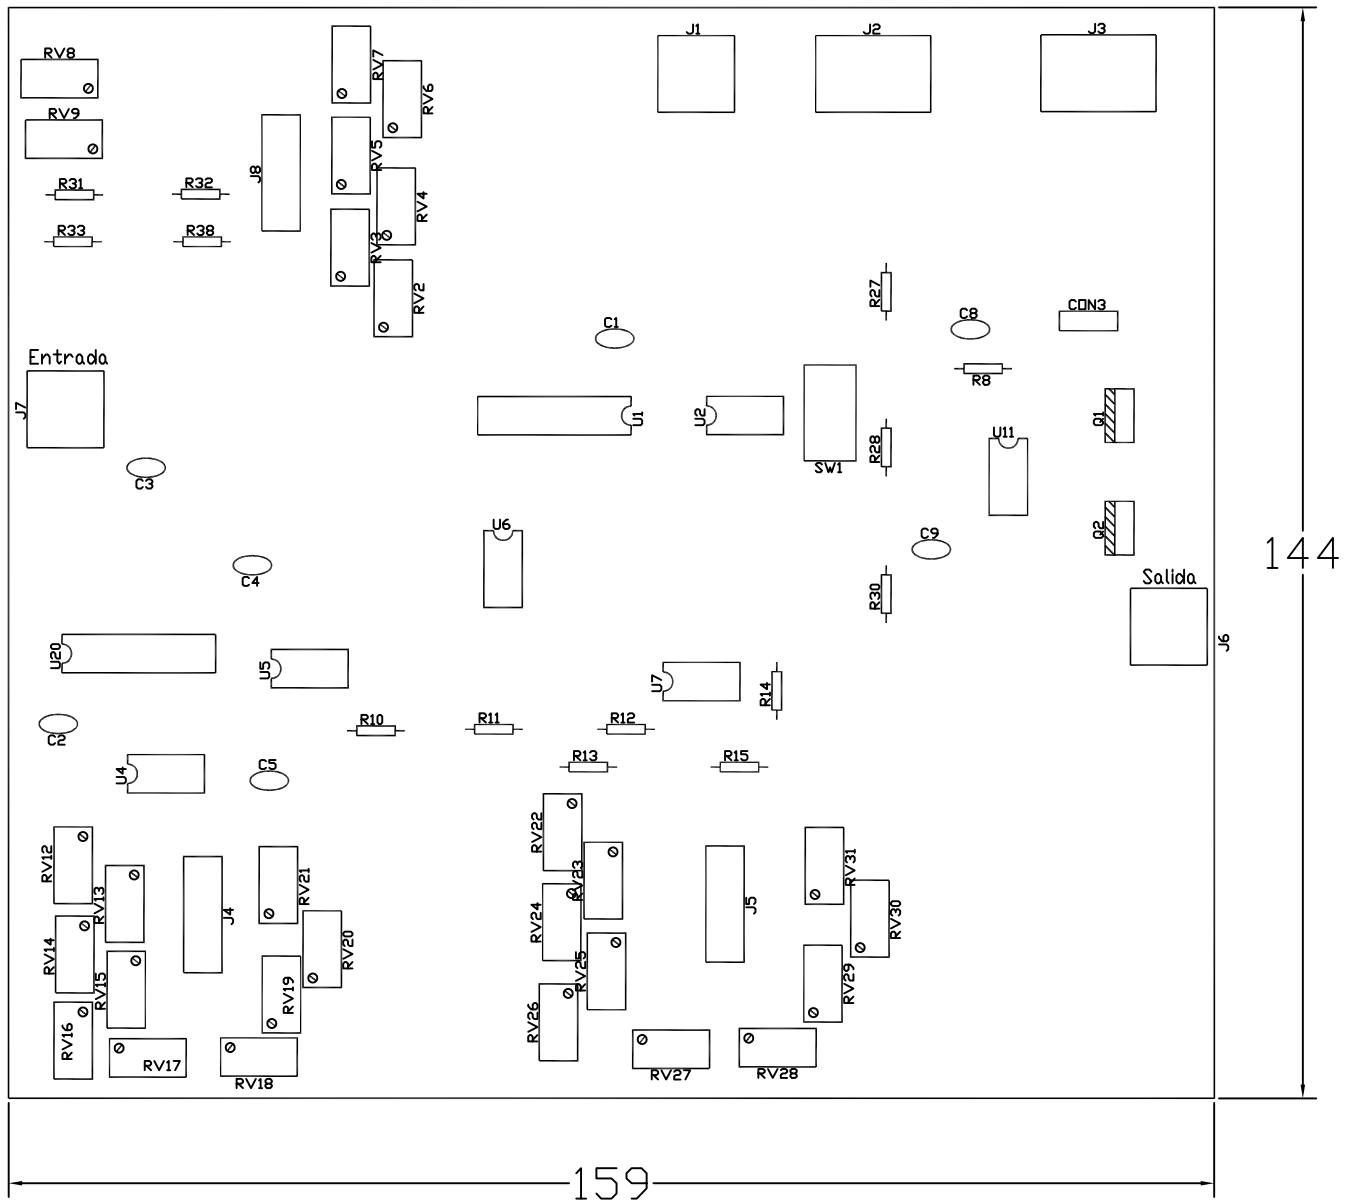 J1
J2
J3
RV8
RV7
RV6
RV9
RV5
J8
R31
R32
RV4
R33
R38
RV3
RV2
R27
CON3
C8
C1
Entrada
R8
J7
U1
U2
Q1
U11
R28
SW1
C3
U6
Q2
C9
144
C4
Salida
R30
J6
U20
U5
U7
R14
R10
R11
R12
C2
R13
R15
U4
C5
RV22
RV12
RV23
RV31
RV21
RV13
J4
J5
RV24
RV30
RV14
RV20
RV25
RV29
RV15
RV19
RV26
RV16
RV17
RV18
RV27
RV28
159